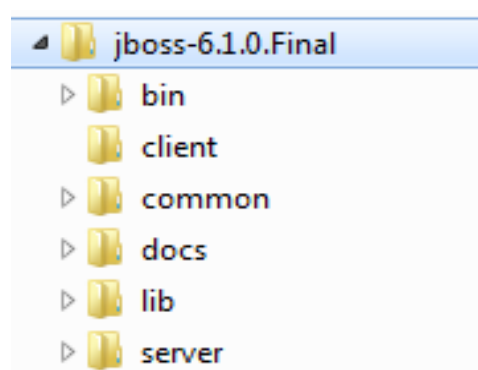 jboss-6.1.0.Final
bin
client
common
docs
lib
server